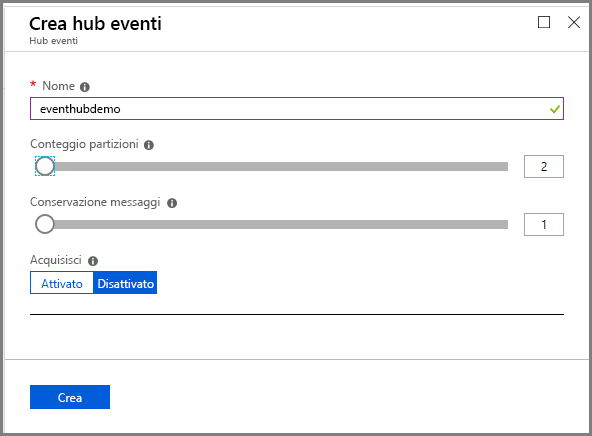 Crea hub eventi
Hub eventi
* Nome
eventhubdemo
Conteggio partizioni
2
Conservazione messaggi
1
Acquisisci
Attivato Disattivato
Crea